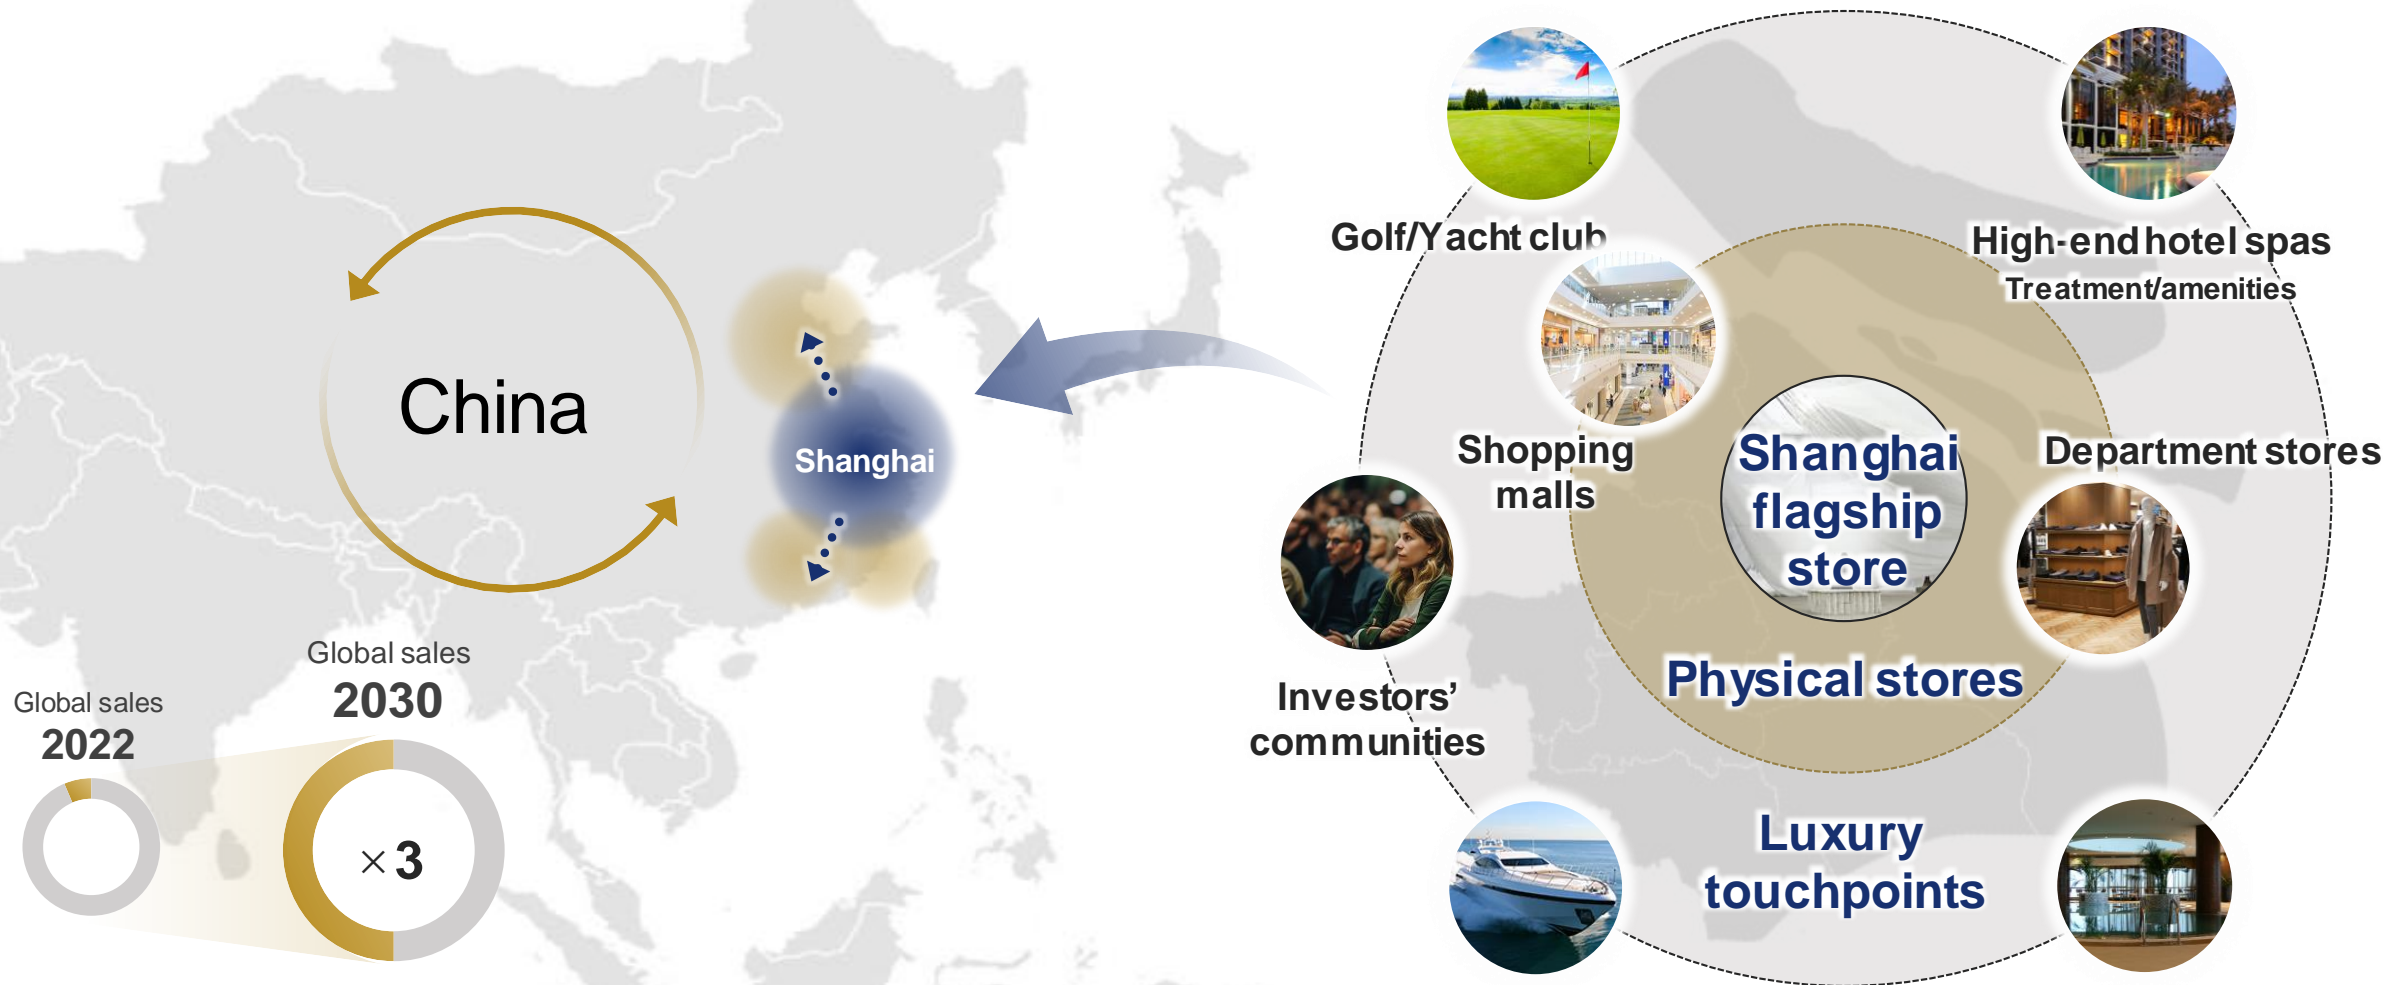 China
Shanghai
Global sales
2022
Global sales
2030
×3
Golf/Yacht club
High-end hotel spas
Treatment/amenities
Shopping
malls
Department stores
Shanghai
flagship
store
Investors’
communities
Physical stores
Luxury
touchpoints